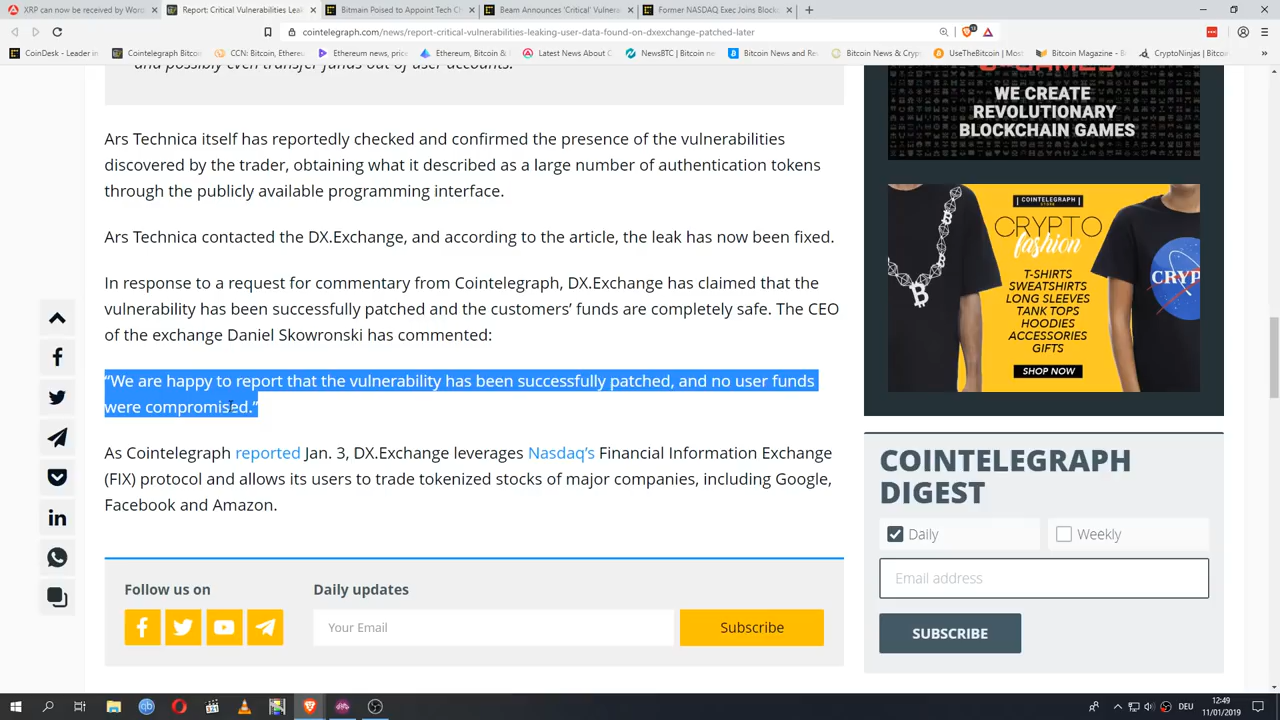 XRP can now be received by Word
Report: Critical Vulnerabilities Leak
Bitmain Poised to Appoint Tech Ch
Beam Announces 'Critical' Vulnera
Former NASDAQ Exec Joins Blocks
cointelegraph.com/news/report-critical-vulnerabilities-leaking-user-data-found-on-dxexchange-patched-later
CoinDesk - Leader in
Cointelegraph Bitcoin
CCN: Bitcoin, Ethere
Ethereum news, price
Ethereum, Bitcoin &
Latest News About C
NewsBTC | Bitcoin ne
Bitcoin News and Re
Bitcoin News & Cryp
UseTheBitcoin | Most
Bitcoin Magazine - B
CryptoNinjas | Bitcoi
and possibly even transfer funds out of user accounts.
Ars Technica itself has reportedly checked and confirmed the presence of the vulnerabilities
discovered by the trader, obtaining what it described as a large number of authentication tokens
through the publicly available programming interface.
Ars Technica contacted the DX.Exchange, and according to the article, the leak has now been fixed.
In response to a request for commentary from Cointelegraph, DX.Exchange has claimed that the
vulnerability has been successfully patched and the customers’ funds are completely safe. The CEO
of the exchange Daniel Skowronski has commented:
“We are happy to report that the vulnerability has been successfully patched, and no user funds
were compromised.”
As Cointelegraph reported Jan. 3, DX.Exchange leverages Nasdaq’s Financial Information Exchange
(FIX) protocol and allows its users to trade tokenized stocks of major companies, including Google,
Facebook and Amazon.
Follow us on
Daily updates
Your Email
Subscribe
WE CREATE
REVOLUTIONARY
BLOCKCHAIN GAMES
| COINTELEGRAPH
STORE
CRYPTO
fashion
T-SHIRTS
SWEATSHIRTS
LONG SLEEVES
TANK TOPS
HOODIES
ACCESSORIES
GIFTS
SHOP NOW
CRYP
COINTELEGRAPH
DIGEST
Daily
Weekly
Email address
SUBSCRIBE
DEU
12:49
11/01/2019